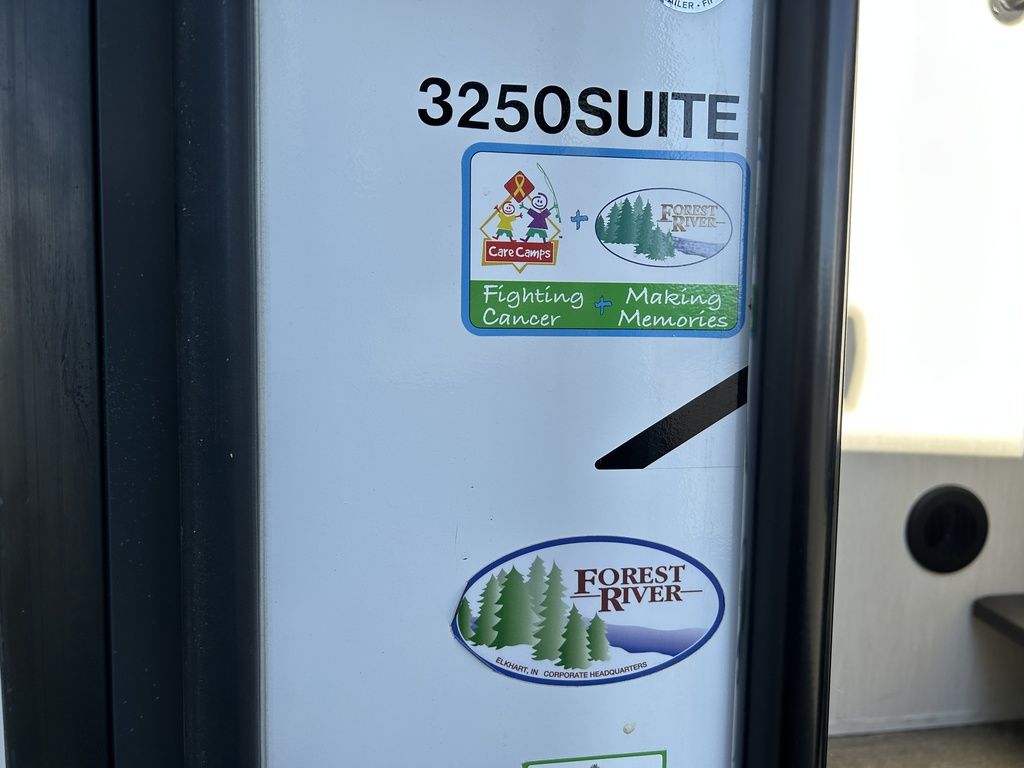 3250SUITE
Care Camps
+
FOREST
RIVER
Fighting + Making
Cancer Memories
FOREST
RIVER
ELKHART, IN CORPORATE HEADQUARTERS